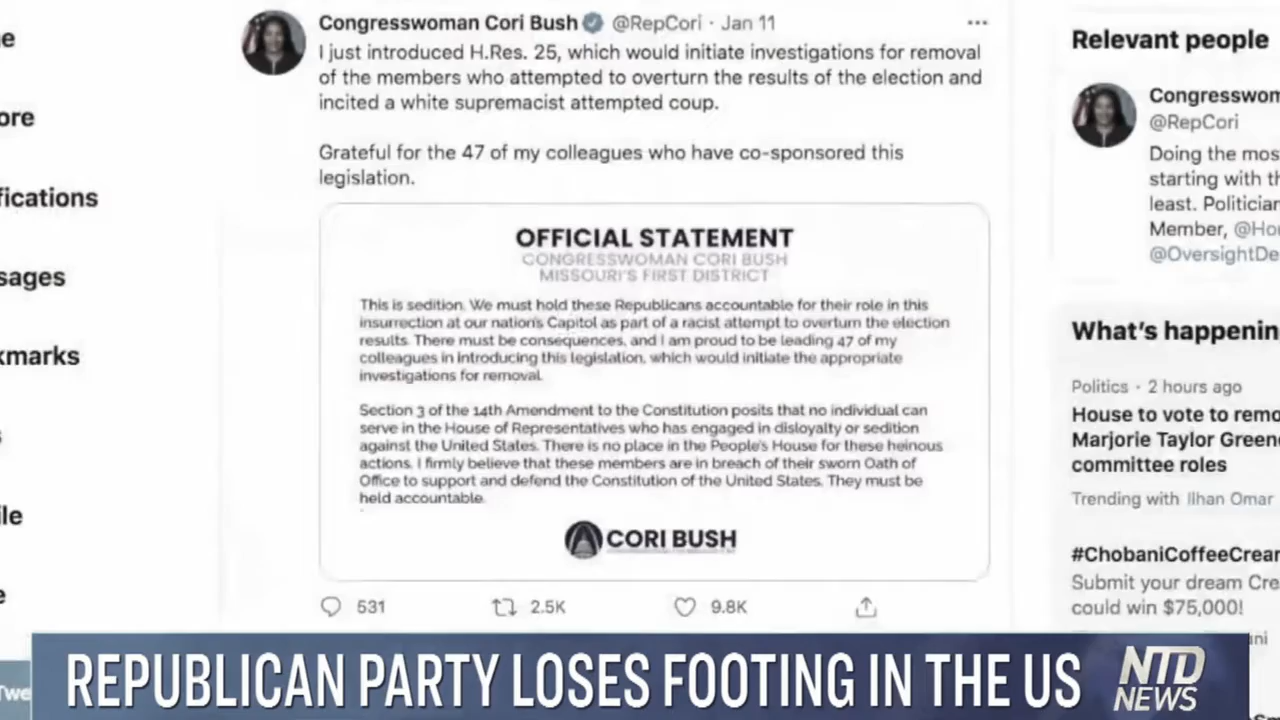 Congresswoman Cori Bush @RepCori · Jan 11 ...
I just introduced H.Res. 25, which would initiate investigations for removal
of the members who attempted to overturn the results of the election and
incited a white supremacist attempted coup.
Grateful for the 47 of my colleagues who have co-sponsored this
legislation.
OFFICIAL STATEMENT
CONGRESSWOMAN CORI BUSH
MISSOURI'S FIRST DISTRICT
This is sedition. We must hold these Republicans accountable for their role in this
insurrection at our nation's Capitol as part of a racist attempt to overturn the election
results. There must be consequences, and I am proud to be leading 47 of my
colleagues in introducing this legislation, which would initiate the appropriate
investigations for removal.
Section 3 of the 14th Amendment to the Constitution posits that no individual can
serve in the House of Representatives who has engaged in disloyalty or sedition
against the United States. There is no place in the People's House for these heinous
actions. I firmly believe that these members are in breach of their sworn Oath of
Office to support and defend the Constitution of the United States. They must be
held accountable.
CORI BUSH
531 2.5K 9.8K
e
ore
fications
sages
kmarks
s
ile
e
Twe
Relevant people
Congresswom
@RepCori
Doing the mos
starting with th
least. Politician
Member, @Hou
@OversightDe
What's happenin
Politics · 2 hours ago
House to vote to remo
Marjorie Taylor Greene
committee roles
Trending with Ilhan Omar
#ChobaniCoffeeCrear
Submit your dream Cre
could win $75,000!
ni
REPUBLICAN PARTY LOSES FOOTING IN THE US
NTD
NEWS